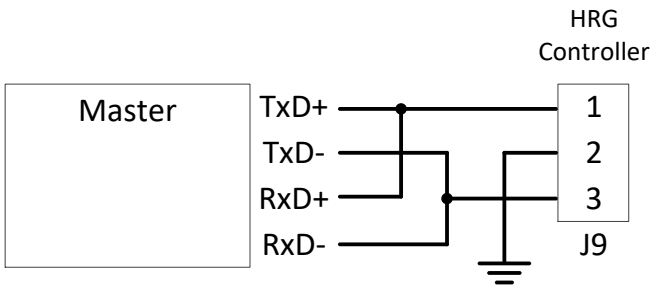 HRG
Controller
Master
TxD+
TxD-
RxD+
RxD-
1
2
3
J9